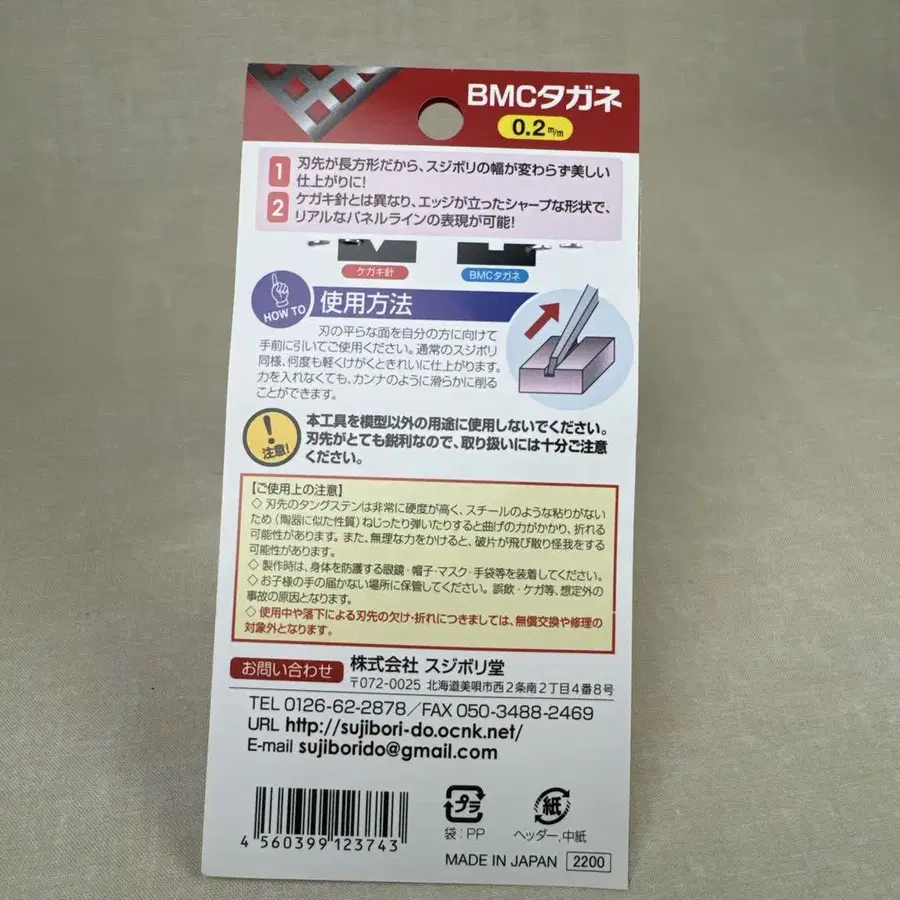 BMCタガネ
0.2m/m
1 刃先が長方形だから、スジボリの幅が変わらず美しい
仕上がりに!
2 ケガキ針とは異なり、エッジが立ったシャープな形状で、
リアルなパネルラインの表現が可能!
ケガキ針
BMCタガネ
HOW TO
使用方法
刃の平らな面を自分の方に向けて
手前に引いてご使用ください。通常のスジボリ
同様、何度も軽くけがくときれいに仕上がります。
力を入れなくても、カンナのように滑らかに削る
ことができます。
注意!
本工具を模型以外の用途に使用しないでください。
刃先がとても鋭利なので、取り扱いには十分ご注意
ください。
【ご使用上の注意】
◇ 刃先のタングステンは非常に硬度が高く、スチールのような粘りがない
ため(陶器に似た性質)ねじったり弾いたりすると曲げの力がかかり、折れる
可能性があります。また、無理な力をかけると、破片が飛び散り怪我をする
可能性があります。
◇ 製作時は、身体を防護する眼鏡・帽子・マスク・手袋等を装着してください。
◇ お子様の手の届かない場所に保管してください。誤飲・ケガ等、想定外の
事故の原因となります。
◇ 使用中や落下による刃先の欠け・折れにつきましては、無償交換や修理の
対象外となります。
お問い合わせ
株式会社 スジボリ堂
〒072-0025 北海道美唄市西2条南2丁目4番8号
TEL 0126-62-2878/FAX 050-3488-2469
URL http://sujibori-do.ocnk.net/
E-mail sujiborido@gmail.com
4 560399 123743
プラ
袋:PP
紙
ヘッダー,中紙
MADE IN JAPAN 2200